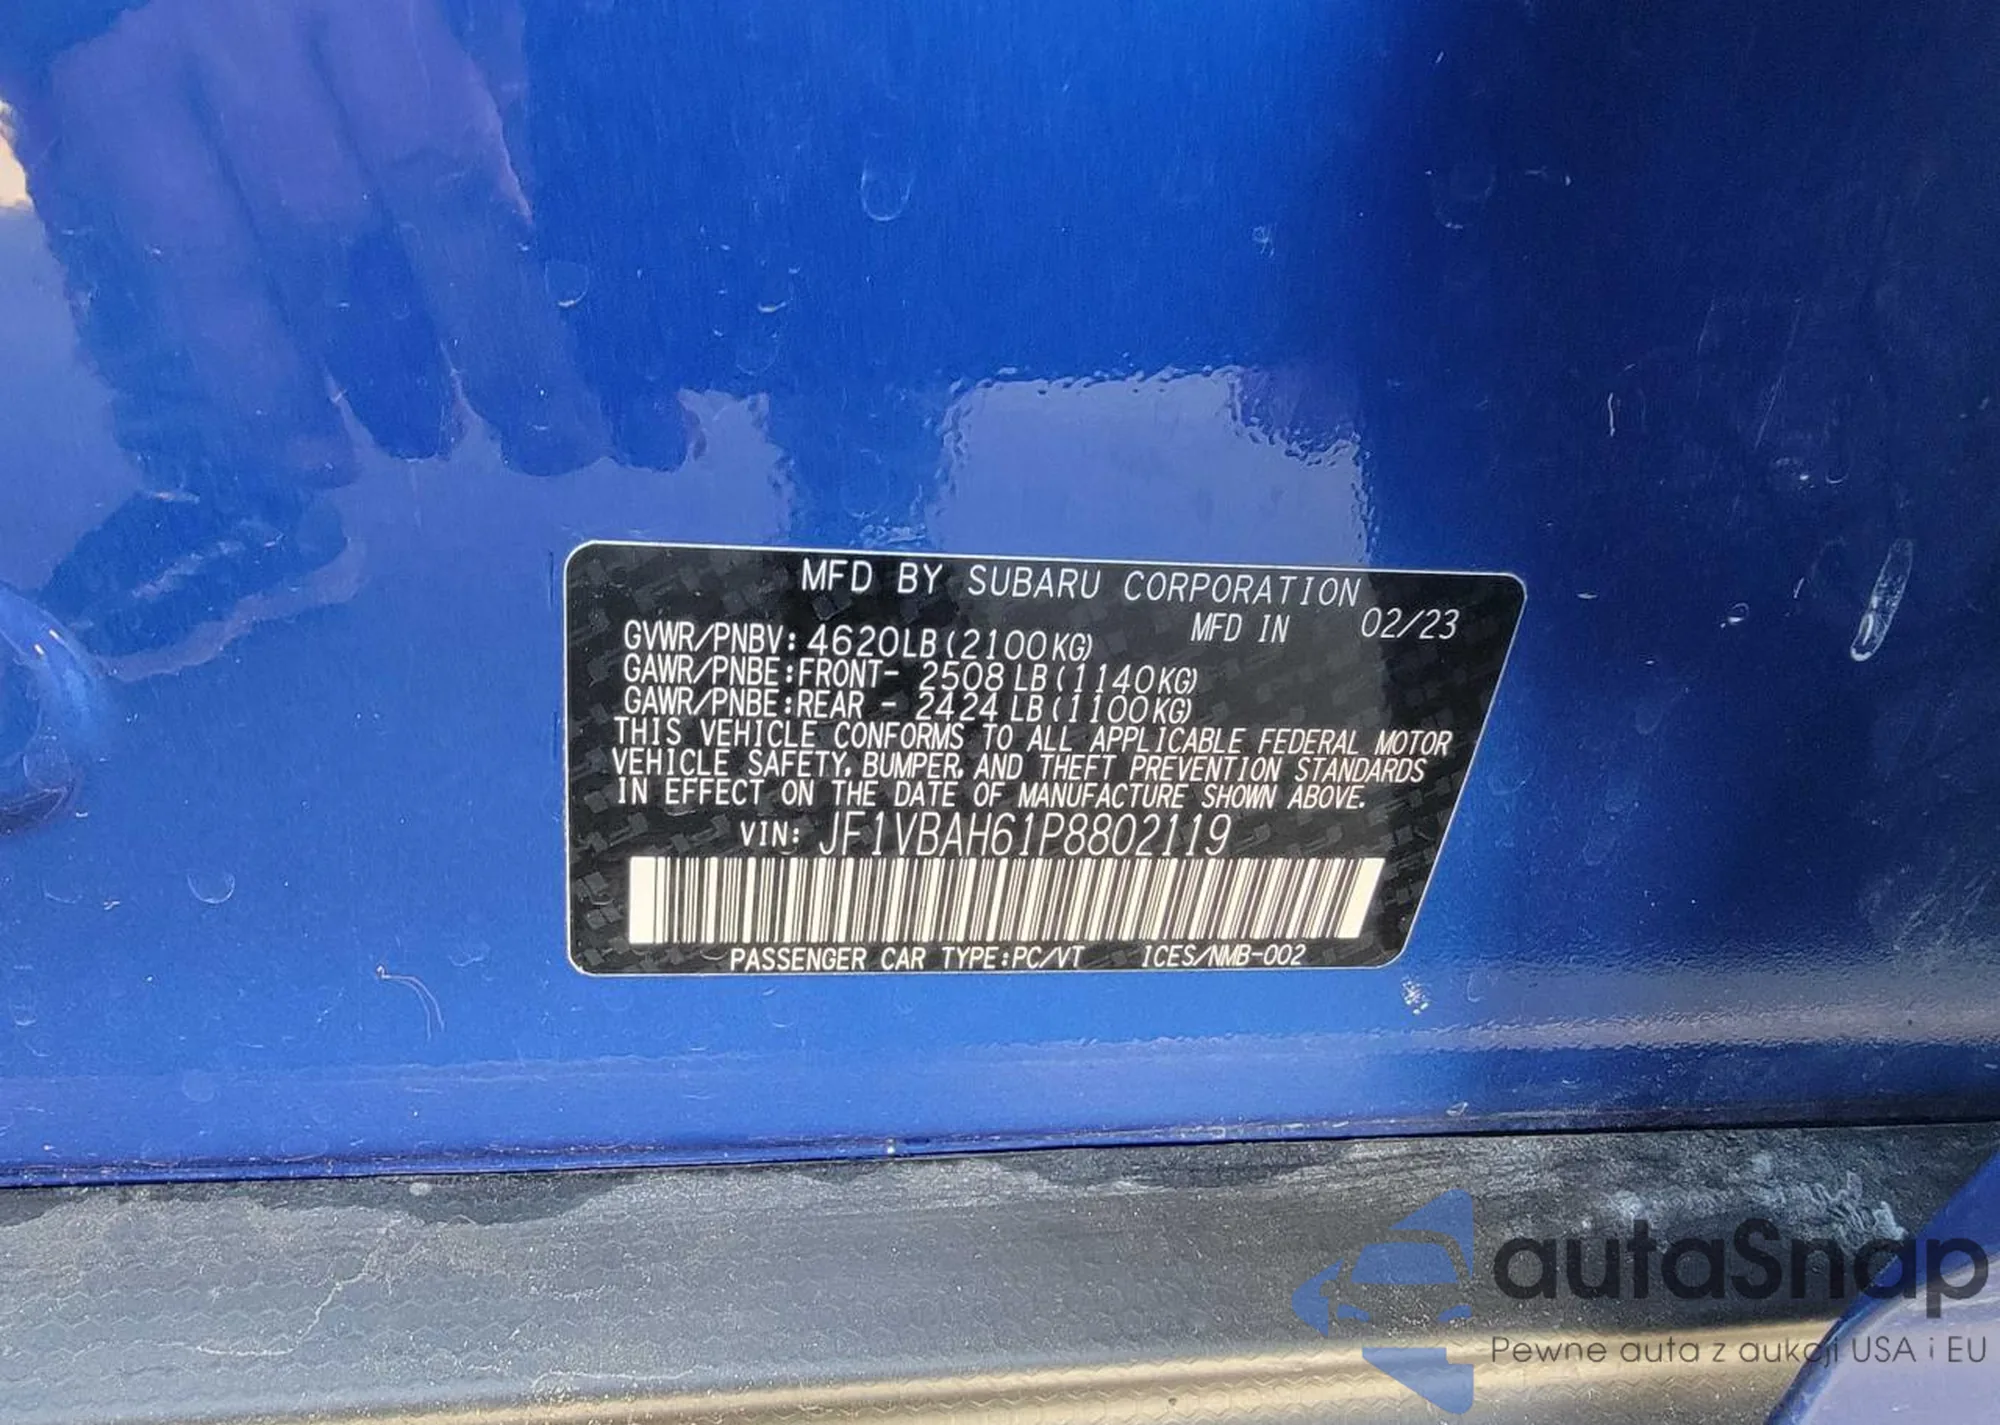 MFD BY SUBARU CORPORATION
MFD IN 02/23
GVWR/PNBV: 4620LB(2100KG)
GAWR/PNBE:FRONT- 2508 LB(1140KG)
GAWR/PNBE:REAR - 2424 LB(1100KG)
THIS VEHICLE CONFORMS TO ALL APPLICABLE FEDERAL MOTOR
VEHICLE SAFETY, BUMPER, AND THEFT PREVENTION STANDARDS
IN EFFECT ON THE DATE OF MANUFACTURE SHOWN ABOVE.
VIN: JF1VBAH61P8802119
PASSENGER CAR TYPE:PC/VT ICES/NMB-002
autaSnap
Pewne auta z aukcji USA i EU